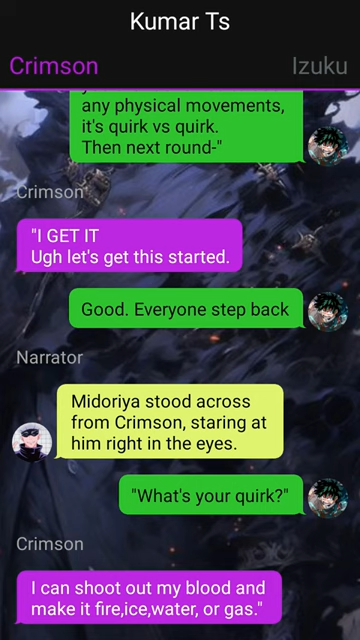 Kumar Ts
Crimson
Izuku
any physical movements,
it's quirk vs quirk.
Then next round-"
Crimson
"I GET IT
Ugh let's get this started.
Good. Everyone step back
Narrator
Midoriya stood across
from Crimson, staring at
him right in the eyes.
"What's your quirk?"
Crimson
I can shoot out my blood and
make it fire,ice,water, or gas."